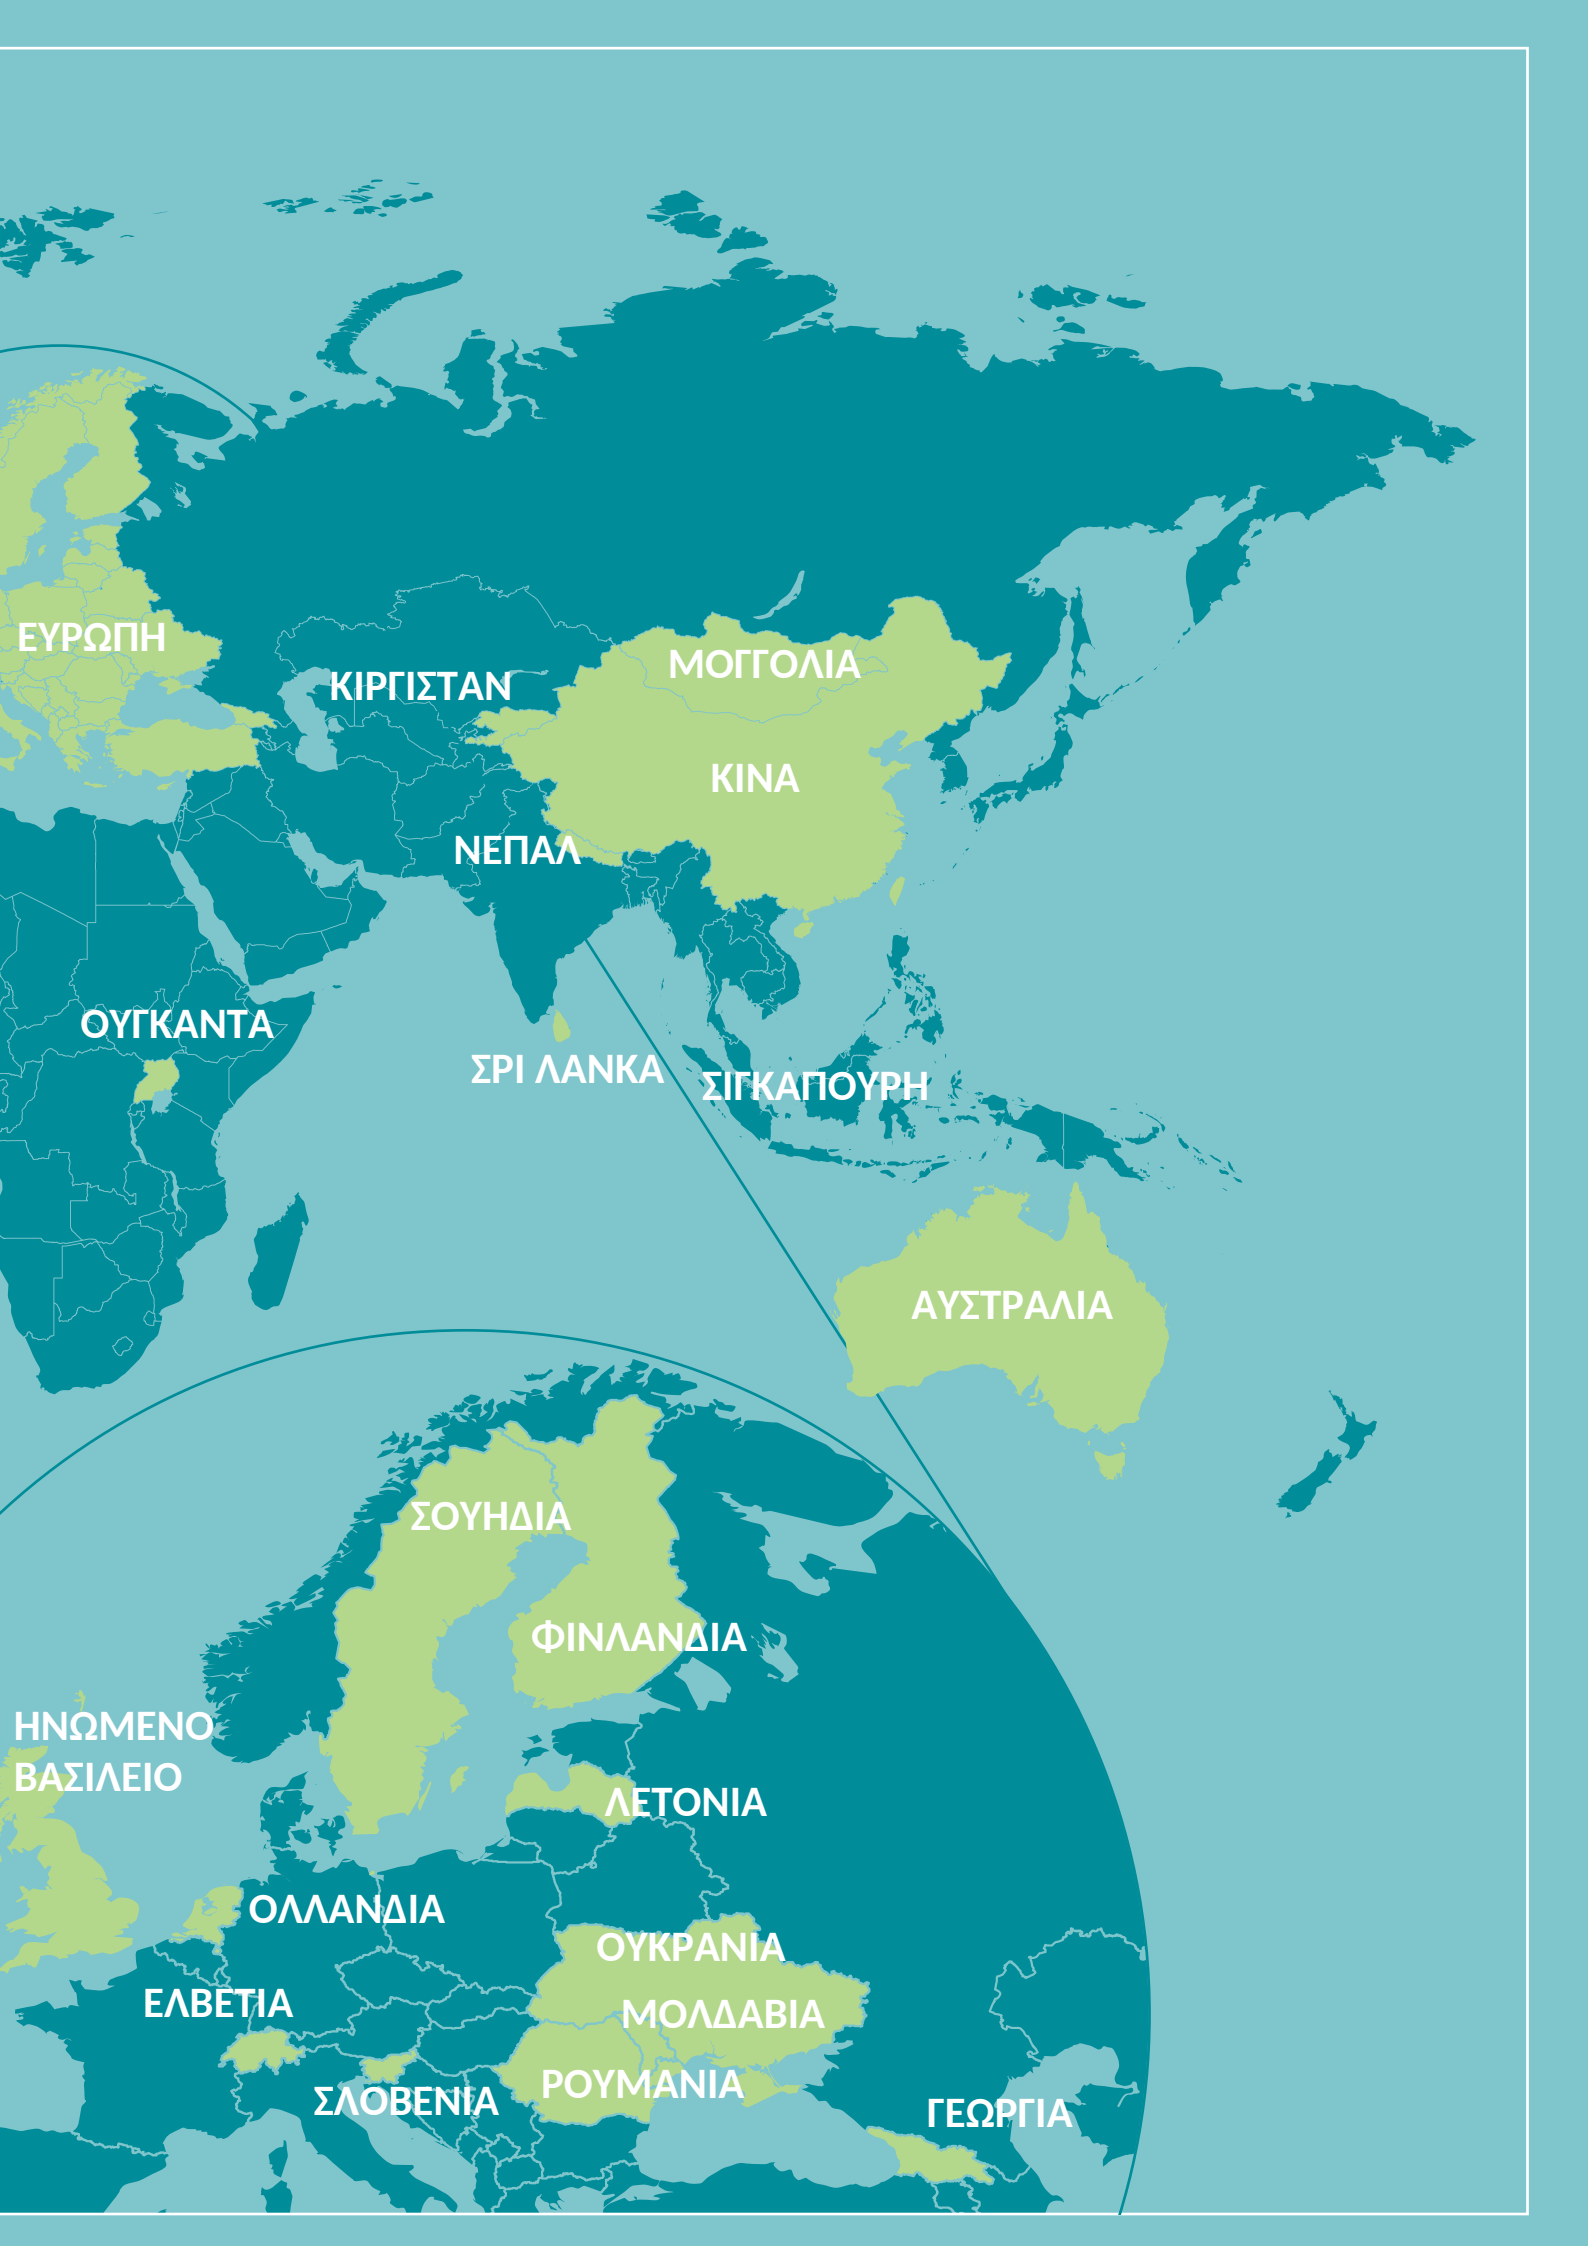 ΕΥΡΩΠΗ
ΜΟΓΓΟΛΙΑ
ΚΙΡΓΙΣΤΑΝ
ΚΙΝΑ
ΝΕΠΑΛ
ΟΥΓΚΑΝΤΑ
ΣΡΙ ΛΑΝΚΑ
ΣΙΓΚΑΠΟΥΡΗ
ΑΥΣΤΡΑΛΙΑ
ΣΟΥΗΔΙΑ
ΦΙΝΛΑΝΔΙΑ
ΗΝΩΜΕΝΟ
ΒΑΣΙΛΕΙΟ
ΛΕΤΟΝΙΑ
ΟΛΛΑΝΔΙΑ
ΟΥΚΡΑΝΙΑ
ΕΛΒΕΤΙΑ
ΜΟΛΔΑΒΙΑ
ΡΟΥΜΑΝΙΑ
ΣΛΟΒΕΝΙΑ
ΓΕΩΡΓΙΑ